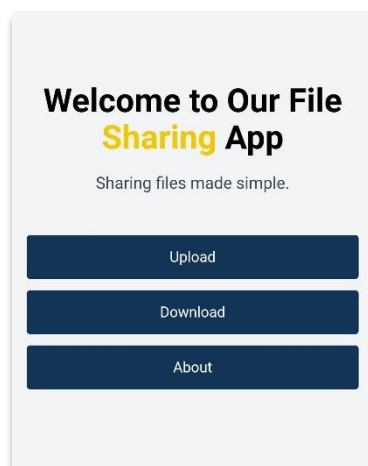 Welcome to Our File
Sharing App
Sharing files made simple.
Upload
Download
About